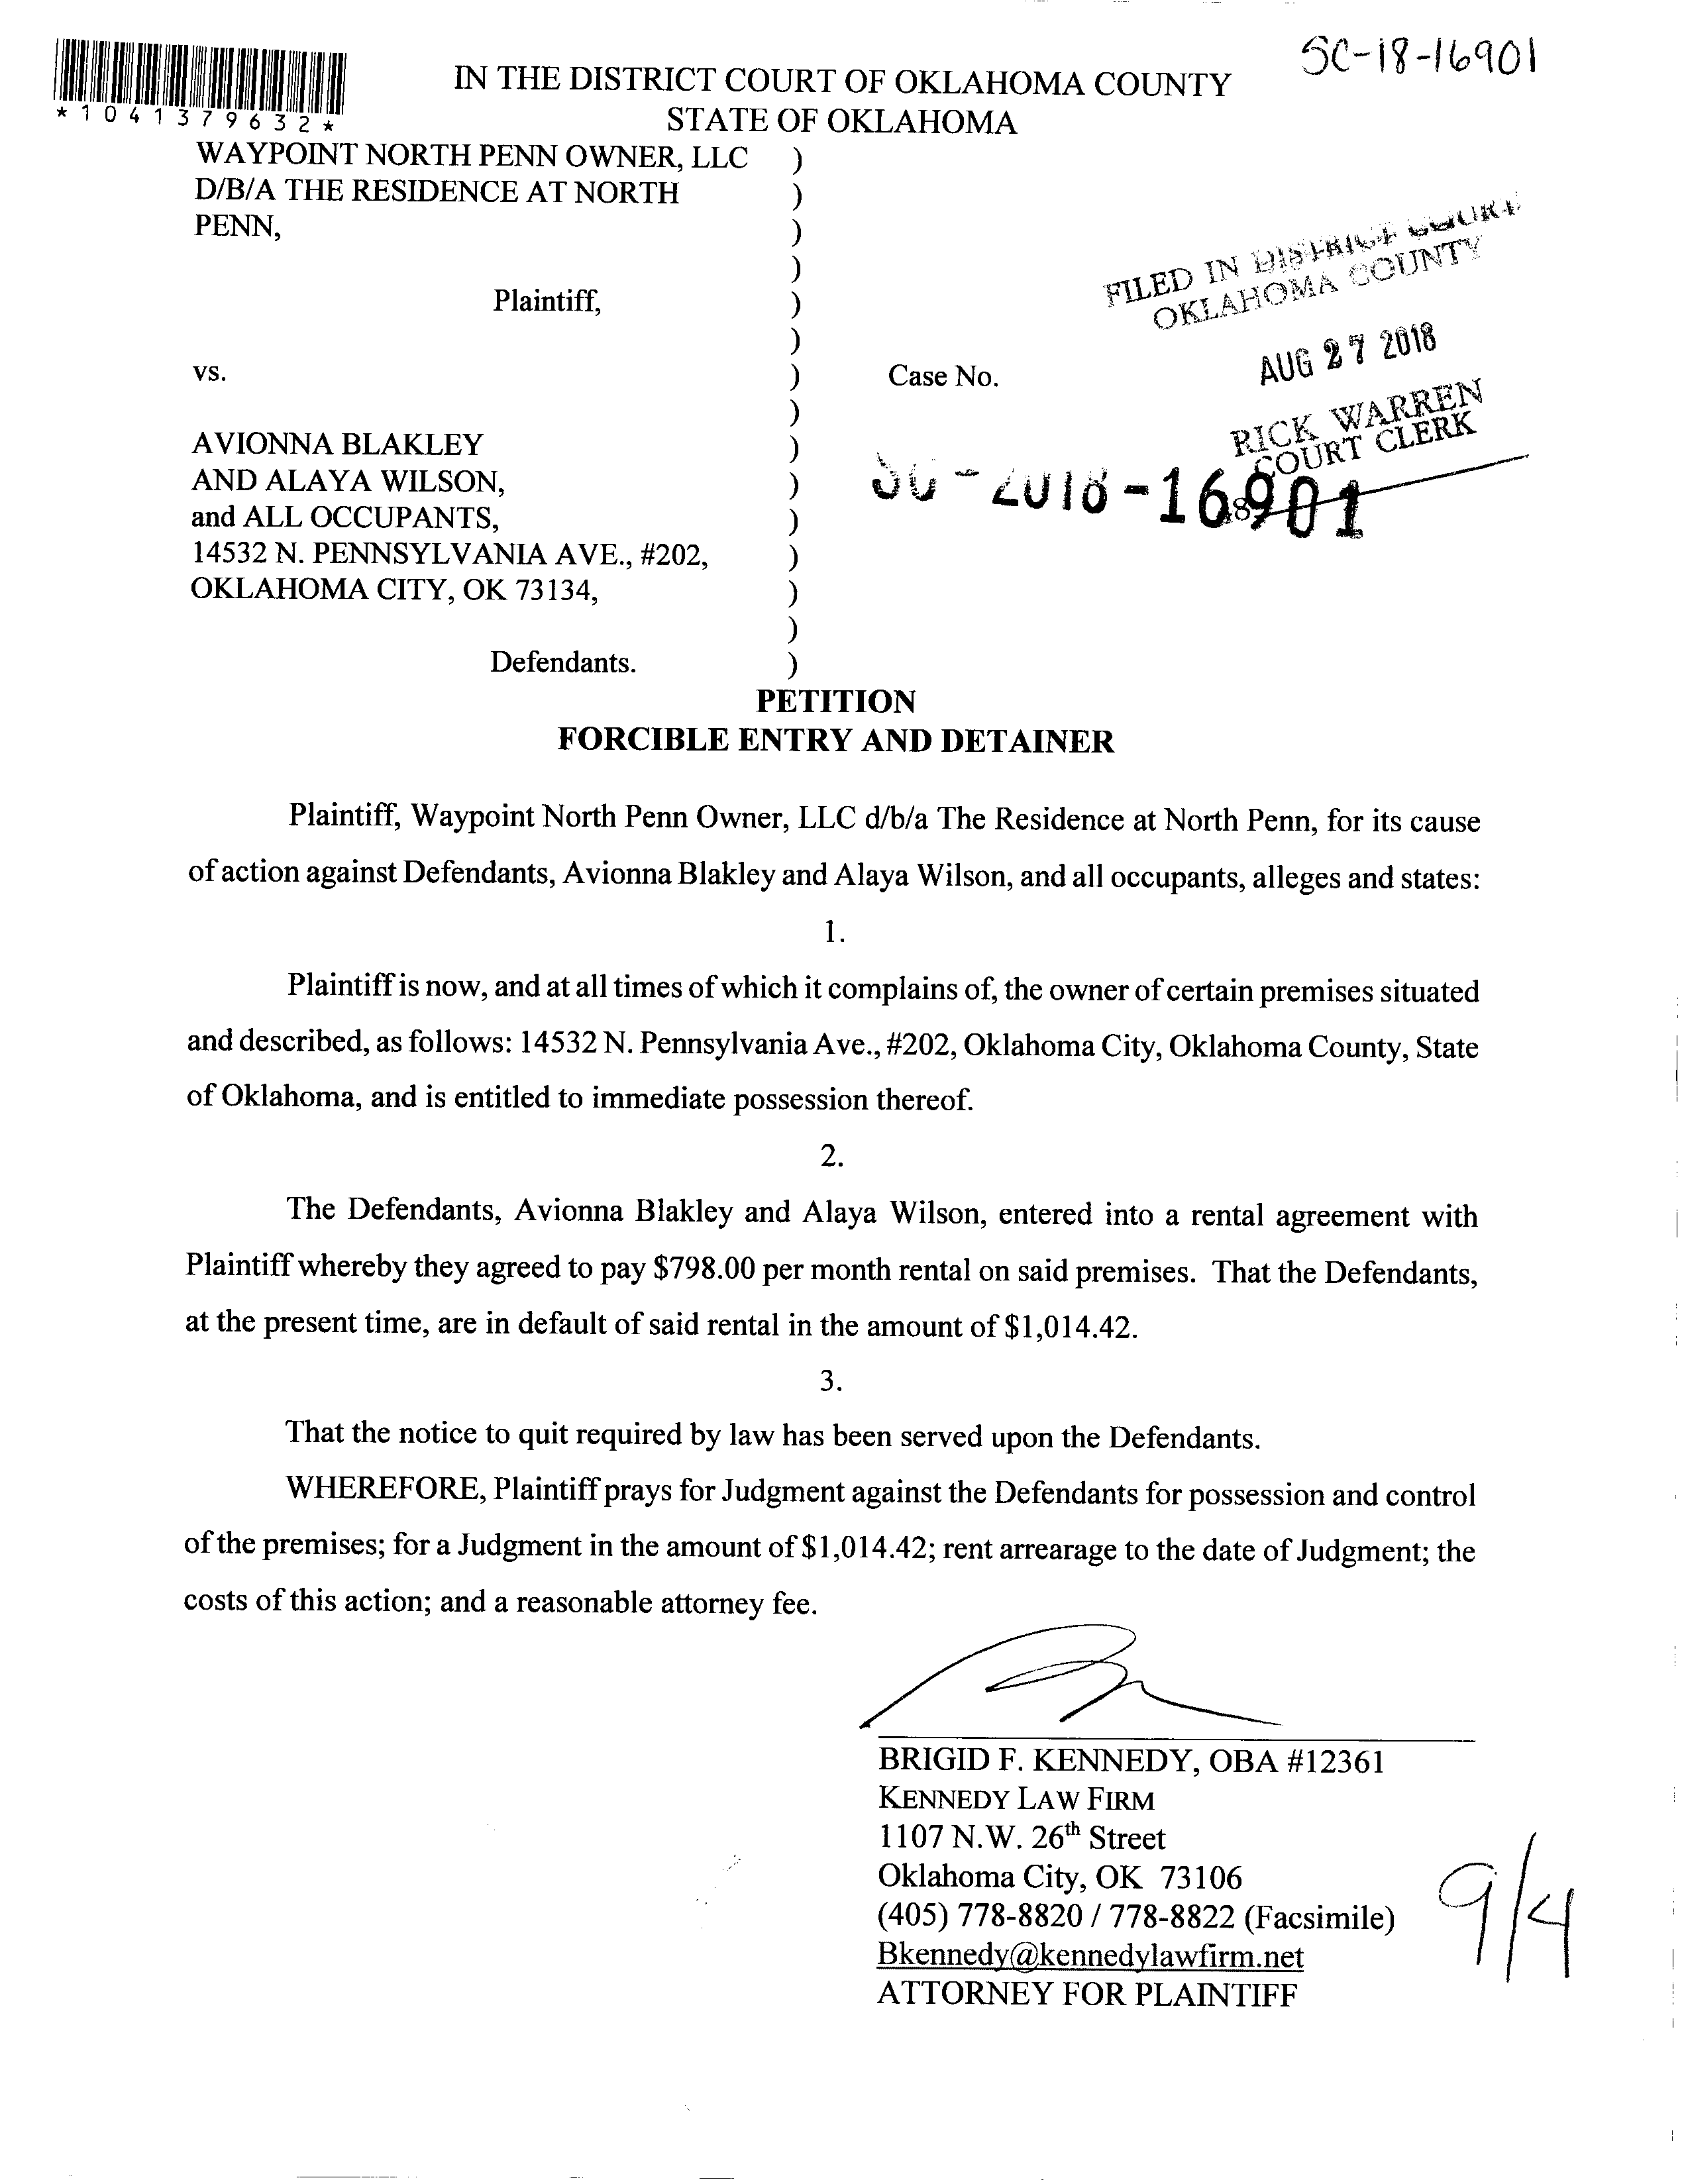 SC-18-16901
*1041379632*
IN THE DISTRICT COURT OF OKLAHOMA COUNTY
STATE OF OKLAHOMA
WAYPOINT NORTH PENN OWNER, LLC )
D/B/A THE RESIDENCE AT NORTH )
PENN, )
)
Plaintiff, )
)
vs. ) Case No.
)
AVIONNA BLAKLEY )
AND ALAYA WILSON, )
and ALL OCCUPANTS, )
14532 N. PENNSYLVANIA AVE., #202, )
OKLAHOMA CITY, OK 73134, )
)
Defendants. )
FILED IN DISTRICT COURT
OKLAHOMA COUNTY
AUG 27 2018
RICK WARREN
COURT CLERK
SC-2018-16901
PETITION
FORCIBLE ENTRY AND DETAINER
Plaintiff, Waypoint North Penn Owner, LLC d/b/a The Residence at North Penn, for its cause
of action against Defendants, Avionna Blakley and Alaya Wilson, and all occupants, alleges and states:
1.
Plaintiff is now, and at all times of which it complains of, the owner of certain premises situated
and described, as follows: 14532 N. Pennsylvania Ave., #202, Oklahoma City, Oklahoma County, State
of Oklahoma, and is entitled to immediate possession thereof.
2.
The Defendants, Avionna Blakley and Alaya Wilson, entered into a rental agreement with
Plaintiff whereby they agreed to pay $798.00 per month rental on said premises. That the Defendants,
at the present time, are in default of said rental in the amount of $1,014.42.
3.
That the notice to quit required by law has been served upon the Defendants.
WHEREFORE, Plaintiff prays for Judgment against the Defendants for possession and control
of the premises; for a Judgment in the amount of $1,014.42; rent arrearage to the date of Judgment; the
costs of this action; and a reasonable attorney fee.
BRIGID F. KENNEDY, OBA #12361
KENNEDY LAW FIRM
1107 N.W. 26th Street
Oklahoma City, OK 73106
(405) 778-8820 / 778-8822 (Facsimile)
Bkennedy@kennedylawfirm.net
ATTORNEY FOR PLAINTIFF
9/4